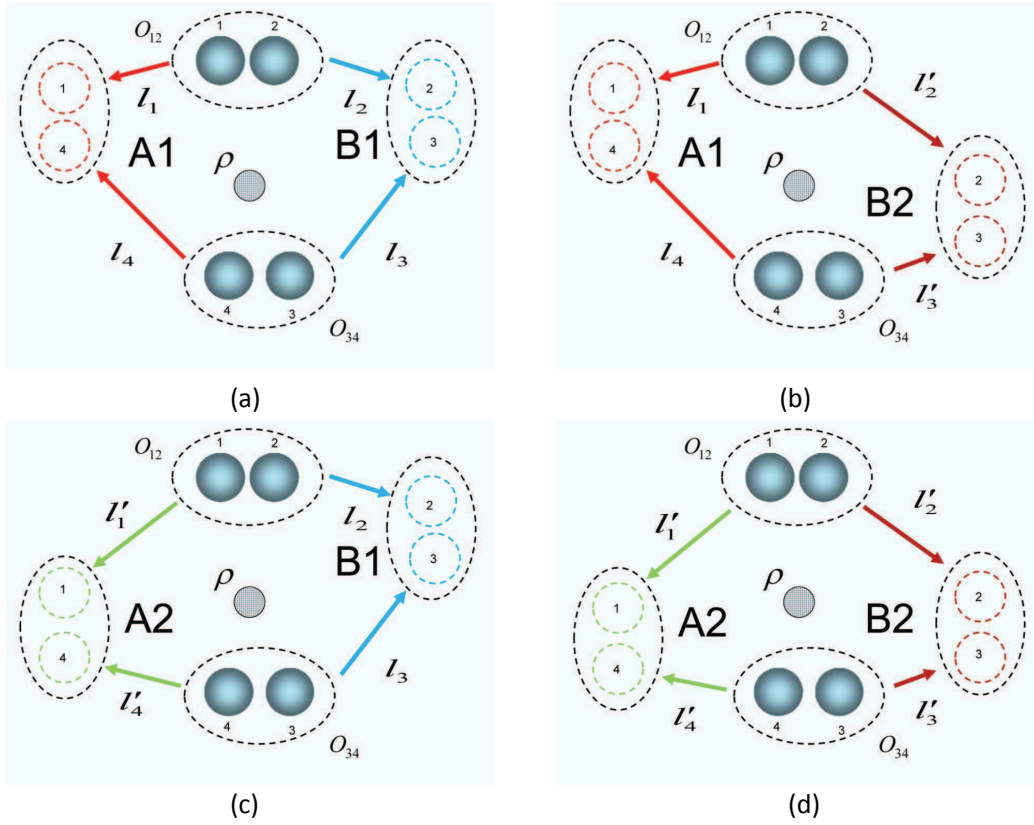 O₁₂ 1 2
1 l₁ l₂ 2
4 A1 ρ B1 3
l₄ l₃
4 3 O₃₄
(a)
O₁₂ 1 2
1 l₁ l′₂
4 A1 ρ B2 2
l₄ l′₃ 3
4 3 O₃₄
(b)
O₁₂ 1 2
l′₁ l₂ 2
1 A2 ρ B1 3
4 l′₄ l₃
4 3 O₃₄
(c)
O₁₂ 1 2
l′₁ l′₂
1 A2 ρ B2 2
4 l′₄ l′₃ 3
4 3 O₃₄
(d)